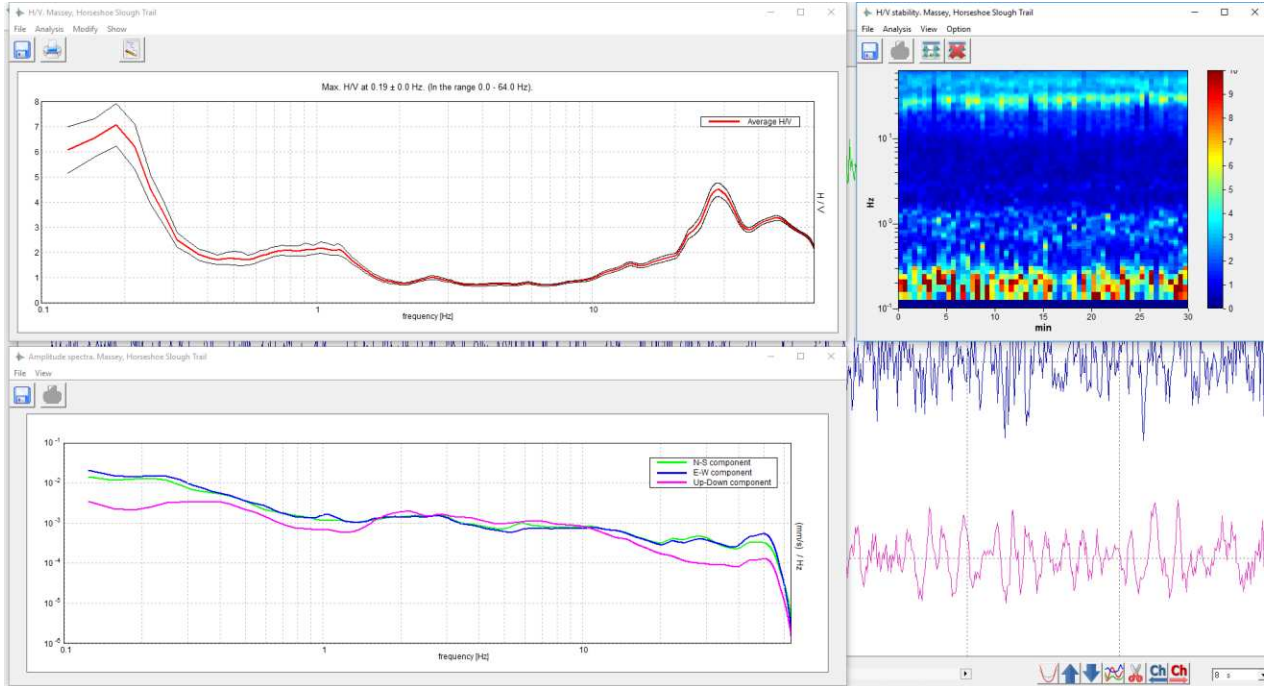 H/V. Massey, Horseshoe Slough Trail
File Analysis Modify Show
Max. H/V at 0.19 ± 0.0 Hz. (In the range 0.0 - 64.0 Hz).
Average H/V
8
7
6
5
4
3
2
1
0
0.1 1 10
frequency [Hz]
H / V
H/V stability. Massey, Horseshoe Slough Trail
File Analysis View Option
Hz
10¹
10⁰
10⁻¹
0 5 10 15 20 25 30
min
10
9
8
7
6
5
4
3
2
1
0
Amplitude spectra. Massey, Horseshoe Slough Trail
File View
N-S component
E-W component
Up-Down component
10⁻¹
10⁻²
10⁻³
10⁻⁴
10⁻⁵
10⁻⁶
0.1 1 10
frequency [Hz]
(mm/s) / Hz
Ch Ch
8 s